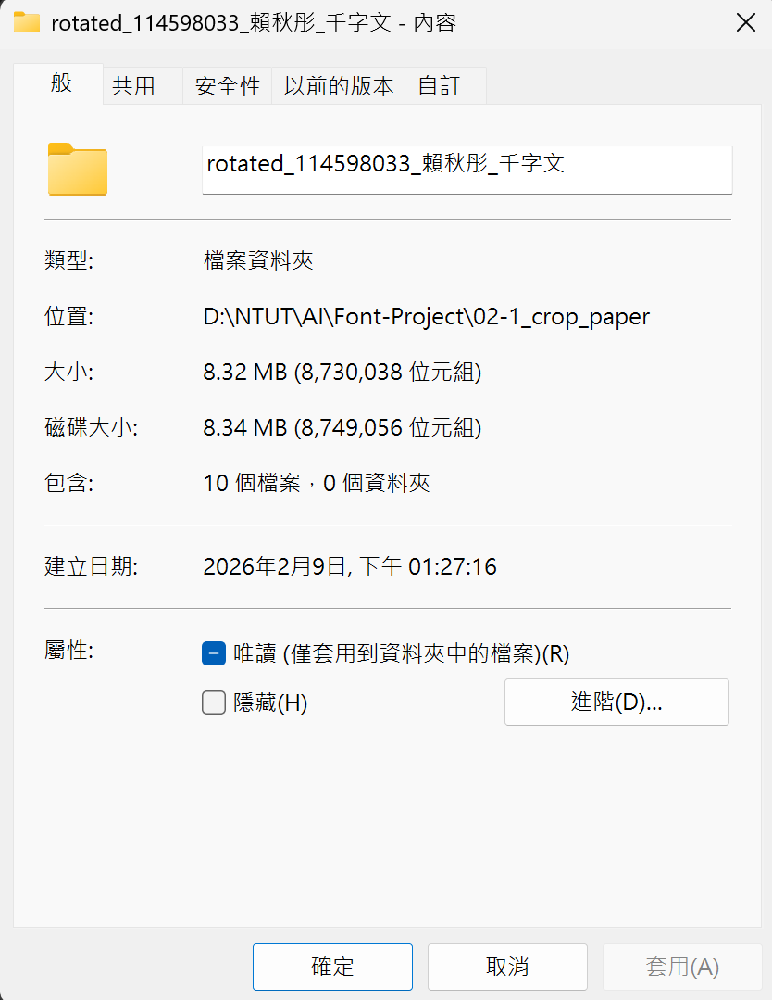 rotated_114598033_賴秋彤_千字文 - 內容
一般 共用 安全性 以前的版本 自訂
rotated_114598033_賴秋彤_千字文
類型: 檔案資料夾
位置: D:\NTUT\AI\Font-Project\02-1_crop_paper
大小: 8.32 MB (8,730,038 位元組)
磁碟大小: 8.34 MB (8,749,056 位元組)
包含: 10 個檔案，0 個資料夾
建立日期: 2026年2月9日, 下午 01:27:16
屬性: 唯讀 (僅套用到資料夾中的檔案)(R)
隱藏(H) 進階(D)...
確定 取消 套用(A)